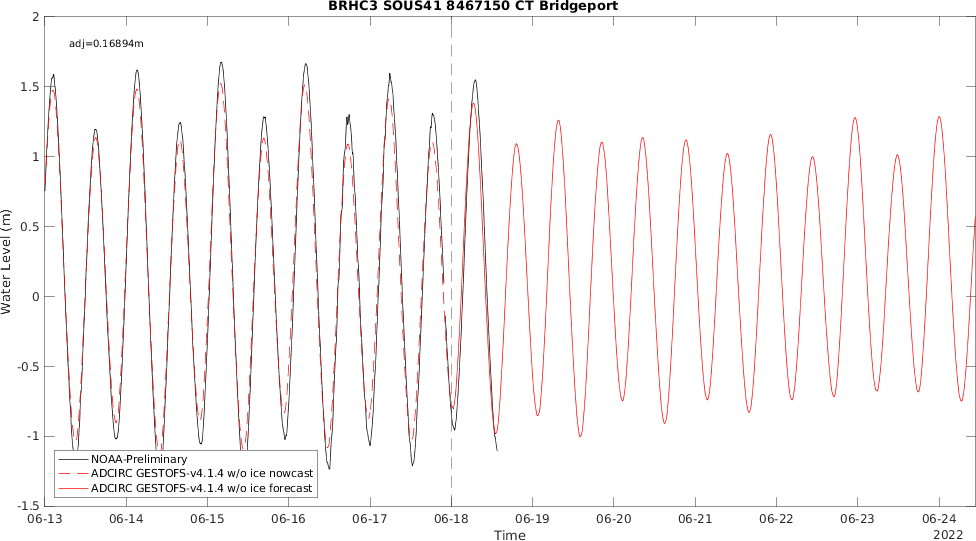 BRHC3 SOUS41 8467150 CT Bridgeport
adj=0.16894m
Water Level (m)
2
1.5
1
0.5
0
-0.5
-1
-1.5
NOAA-Preliminary
ADCIRC GESTOFS-v4.1.4 w/o ice nowcast
ADCIRC GESTOFS-v4.1.4 w/o ice forecast
06-13 06-14 06-15 06-16 06-17 06-18 06-19 06-20 06-21 06-22 06-23 06-24
Time
2022